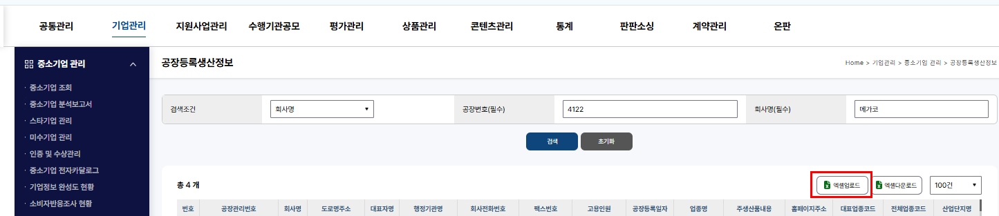 공통관리 기업관리 지원사업관리 수행기관공모 평가관리 상품관리 콘텐츠관리 통계 판판소싱 계약관리 온판
중소기업 관리
· 중소기업 조회
· 중소기업 분석보고서
· 스타기업 관리
· 미수기업 관리
· 인증 및 수상관리
· 중소기업 전자카달로그
· 기업정보 완성도 현황
· 소비자반응조사 현황
공장등록생산정보
Home > 기업관리 > 중소기업 관리 > 공장등록생산정보
검색조건 회사명 공장번호(필수) 4122 회사명(필수) 메가코
검색 초기화
총 4 개
엑셀업로드 엑셀다운로드 100건
번호 공장관리번호 회사명 도로명주소 대표자명 행정기관명 회사전화번호 팩스번호 고용인원 공장등록일자 업종명 주생산품내용 홈페이지주소 대표업종코드 전체업종코드 산업단지명